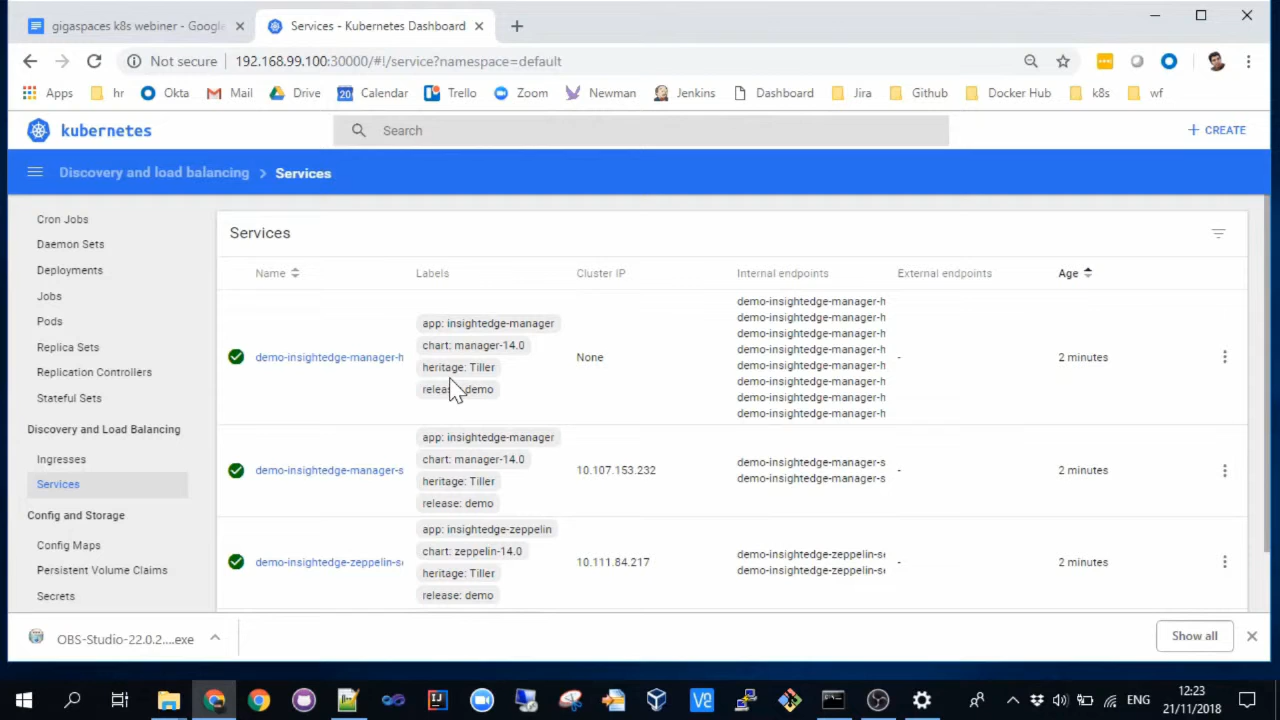 gigaspaces k8s webiner - Google
Services - Kubernetes Dashboard
Not secure
192.168.99.100:30000/#!/service?namespace=default
Apps hr Okta Mail Drive 20 Calendar Trello Zoom Newman Jenkins Dashboard Jira Github Docker Hub k8s wf
kubernetes
Search
+ CREATE
Discovery and load balancing > Services
Cron Jobs
Daemon Sets
Deployments
Jobs
Pods
Replica Sets
Replication Controllers
Stateful Sets
Discovery and Load Balancing
Ingresses
Services
Config and Storage
Config Maps
Persistent Volume Claims
Secrets
Services
Name Labels Cluster IP Internal endpoints External endpoints Age
demo-insightedge-manager-h
app: insightedge-manager
chart: manager-14.0
heritage: Tiller
release: demo
None
demo-insightedge-manager-h
demo-insightedge-manager-h
demo-insightedge-manager-h
demo-insightedge-manager-h
demo-insightedge-manager-h
demo-insightedge-manager-h
demo-insightedge-manager-h
demo-insightedge-manager-h
-
2 minutes
demo-insightedge-manager-s
app: insightedge-manager
chart: manager-14.0
heritage: Tiller
release: demo
10.107.153.232
demo-insightedge-manager-s
demo-insightedge-manager-s
-
2 minutes
demo-insightedge-zeppelin-s
app: insightedge-zeppelin
chart: zeppelin-14.0
heritage: Tiller
release: demo
10.111.84.217
demo-insightedge-zeppelin-se
demo-insightedge-zeppelin-se
-
2 minutes
OBS-Studio-22.0.2....exe
Show all
ENG
12:23
21/11/2018